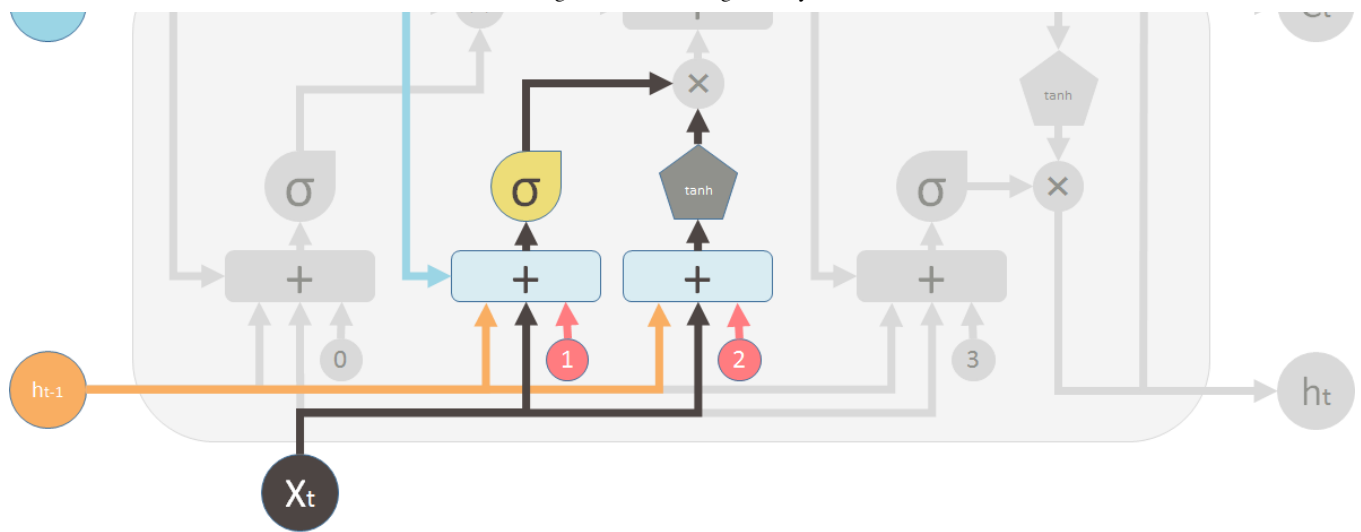 ×
tanh
σ
σ
tanh
σ
×
+
+
+
+
0
1
2
3
ht-1
ht
Xt